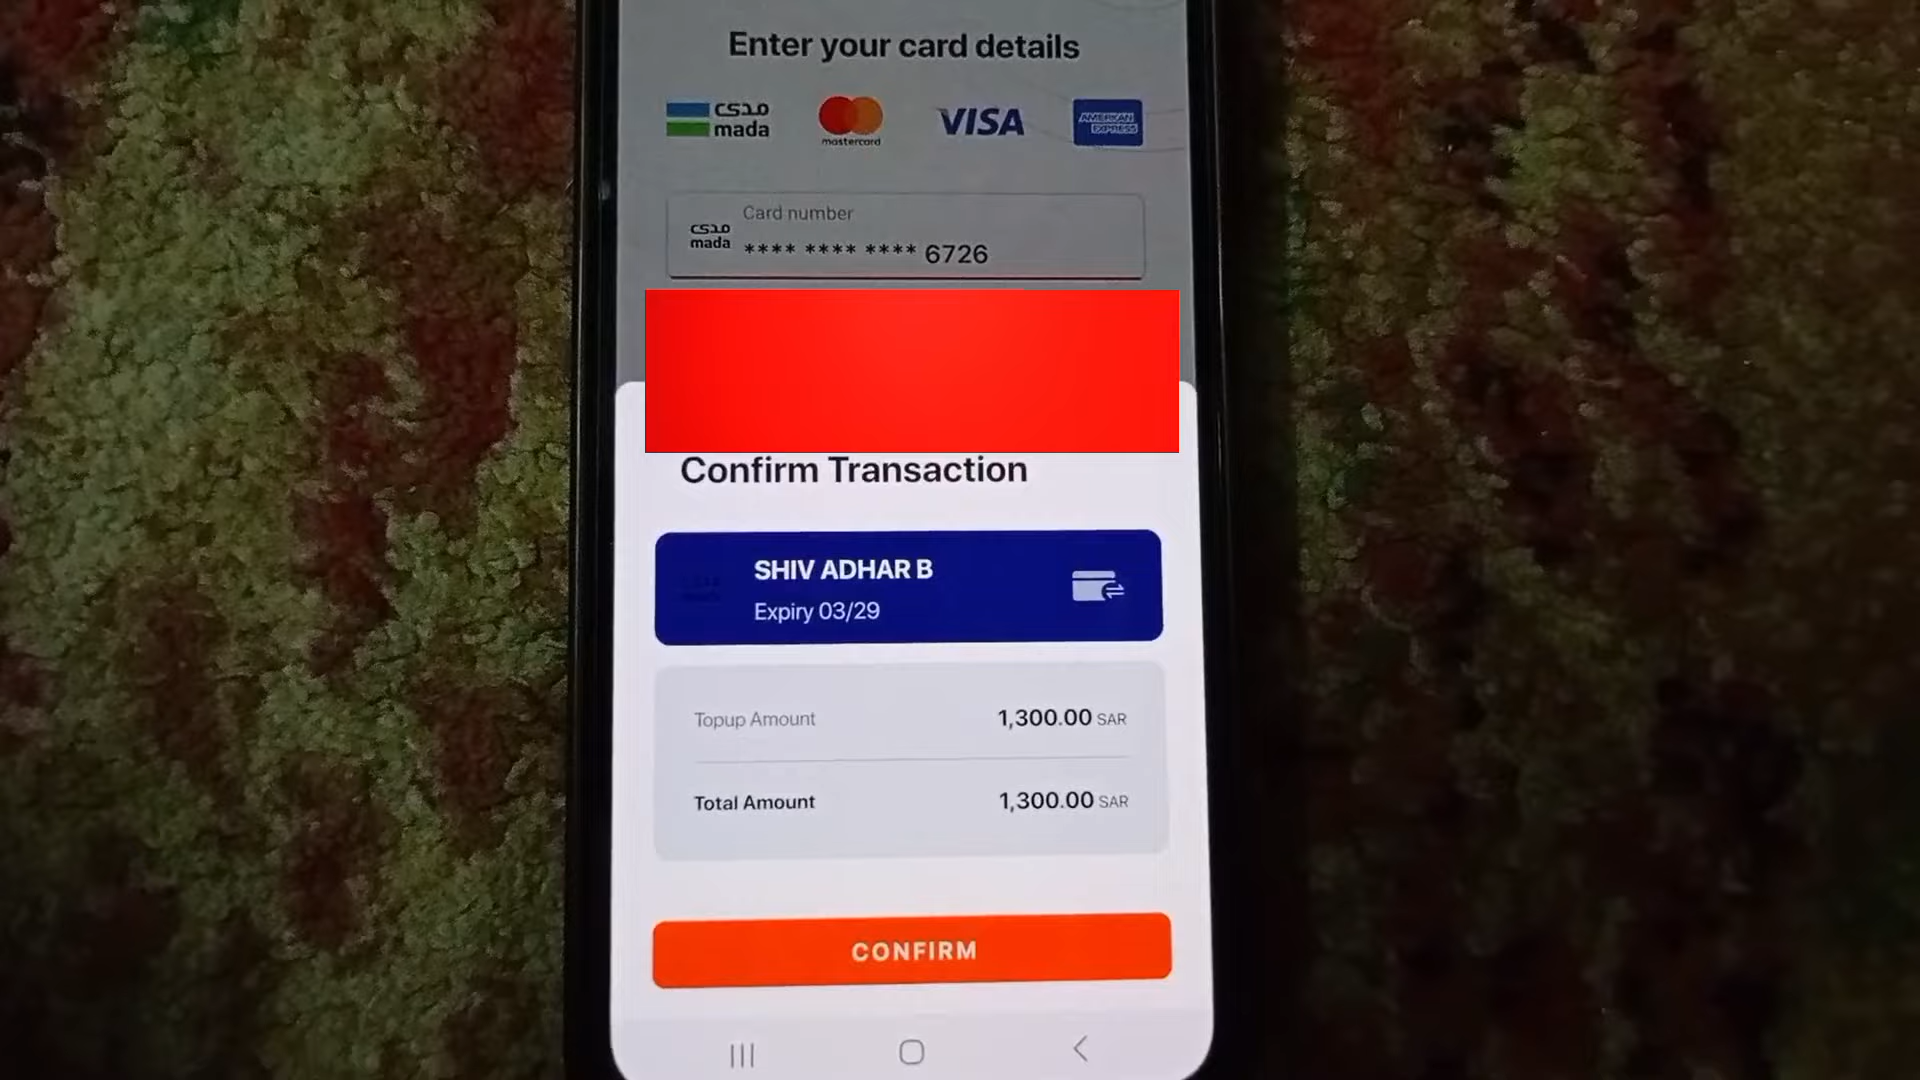 Enter your card details
مدى
mada
mastercard
VISA
AMERICAN
EXPRESS
Card number
مدى
mada
**** **** **** 6726
Confirm Transaction
SHIV ADHAR B
Expiry 03/29
Topup Amount 1,300.00 SAR
Total Amount 1,300.00 SAR
CONFIRM